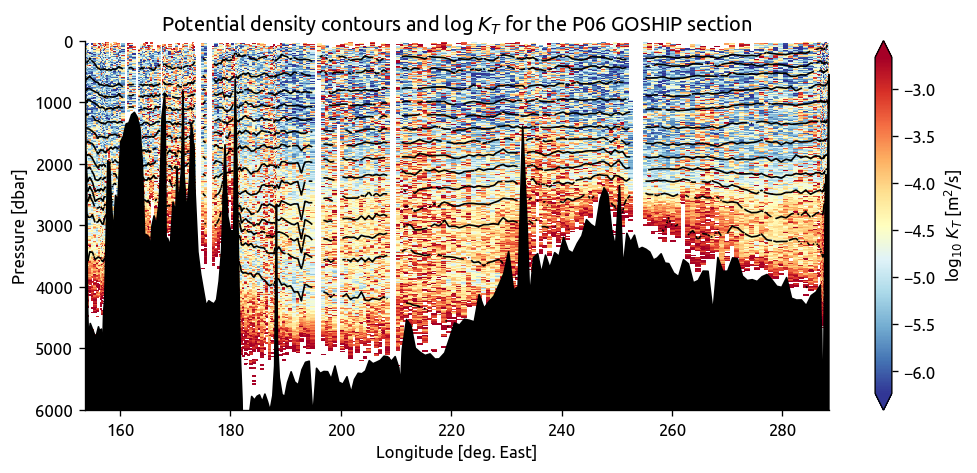 Potential density contours and log K_T for the P06 GOSHIP section
0
1000
2000
3000
4000
5000
6000
Pressure [dbar]
160 180 200 220 240 260 280
Longitude [deg. East]
−3.0
−3.5
−4.0
−4.5
−5.0
−5.5
−6.0
log₁₀ K_T [m²/s]